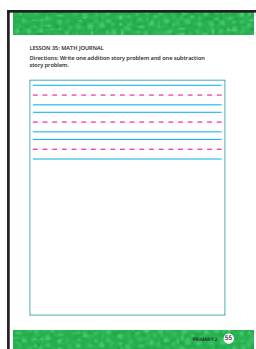 LESSON 35: MATH JOURNAL
Directions: Write one addition story problem and one subtraction
story problem.
PRIMARY 2 55